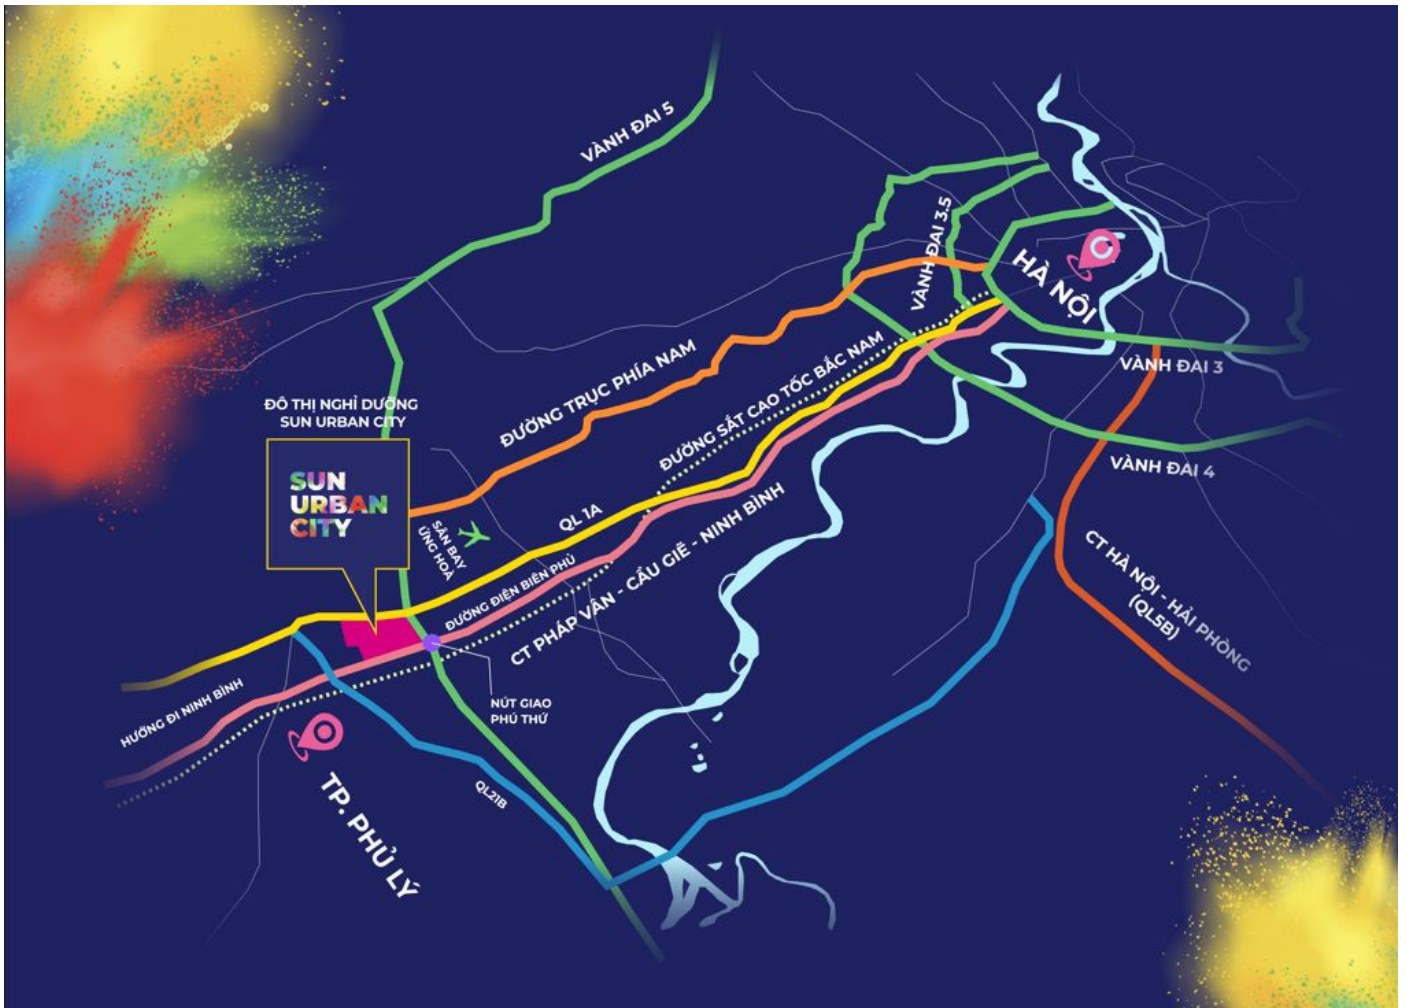 VÀNH ĐAI 5
VÀNH ĐAI 3.5
HÀ NỘI
VÀNH ĐAI 3
ĐƯỜNG TRỤC PHÍA NAM
ĐƯỜNG SẮT CAO TỐC BẮC NAM
ĐÔ THỊ NGHỈ DƯỠNG
SUN URBAN CITY
SUN
URBAN
CITY
VÀNH ĐAI 4
QL 1A
SÂN BAY
ỨNG HOÀ
ĐƯỜNG ĐIỆN BIÊN PHỦ
CT PHÁP VÂN - CẦU GIẼ - NINH BÌNH
CT HÀ NỘI - HẢI PHÒNG
(QL5B)
HƯỚNG ĐI NINH BÌNH
NÚT GIAO
PHÚ THỨ
QL21B
TP. PHỦ LÝ